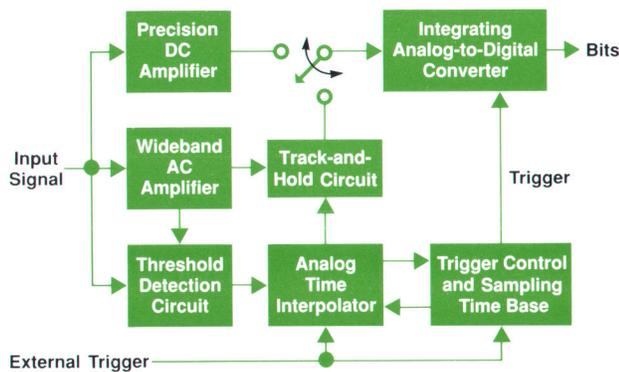 Precision
DC
Amplifier
Integrating
Analog-to-Digital
Converter
Bits
Input
Signal
Wideband
AC
Amplifier
Track-and-
Hold Circuit
Trigger
Threshold
Detection
Circuit
Analog
Time
Interpolator
Trigger Control
and Sampling
Time Base
External Trigger